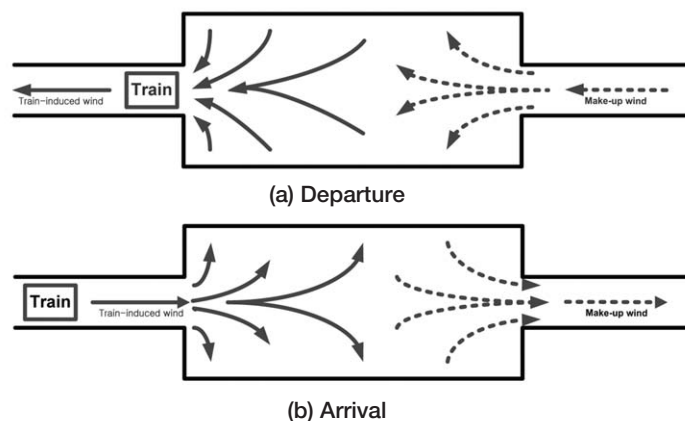 Train
Train-induced wind
Make-up wind
(a) Departure
Train
Train-induced wind
Make-up wind
(b) Arrival